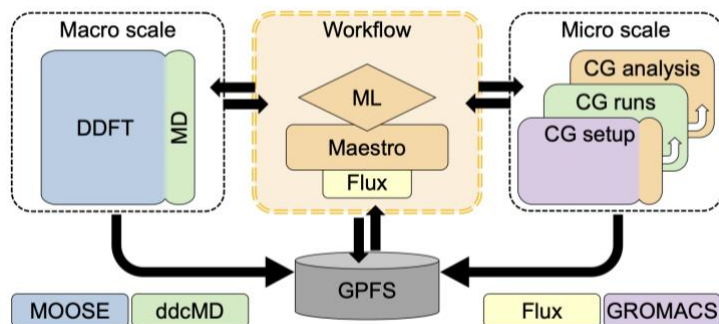 Macro scale
DDFT
MD
Workflow
ML
Maestro
Flux
Micro scale
CG analysis
CG runs
CG setup
GPFS
MOOSE
ddcMD
Flux
GROMACS